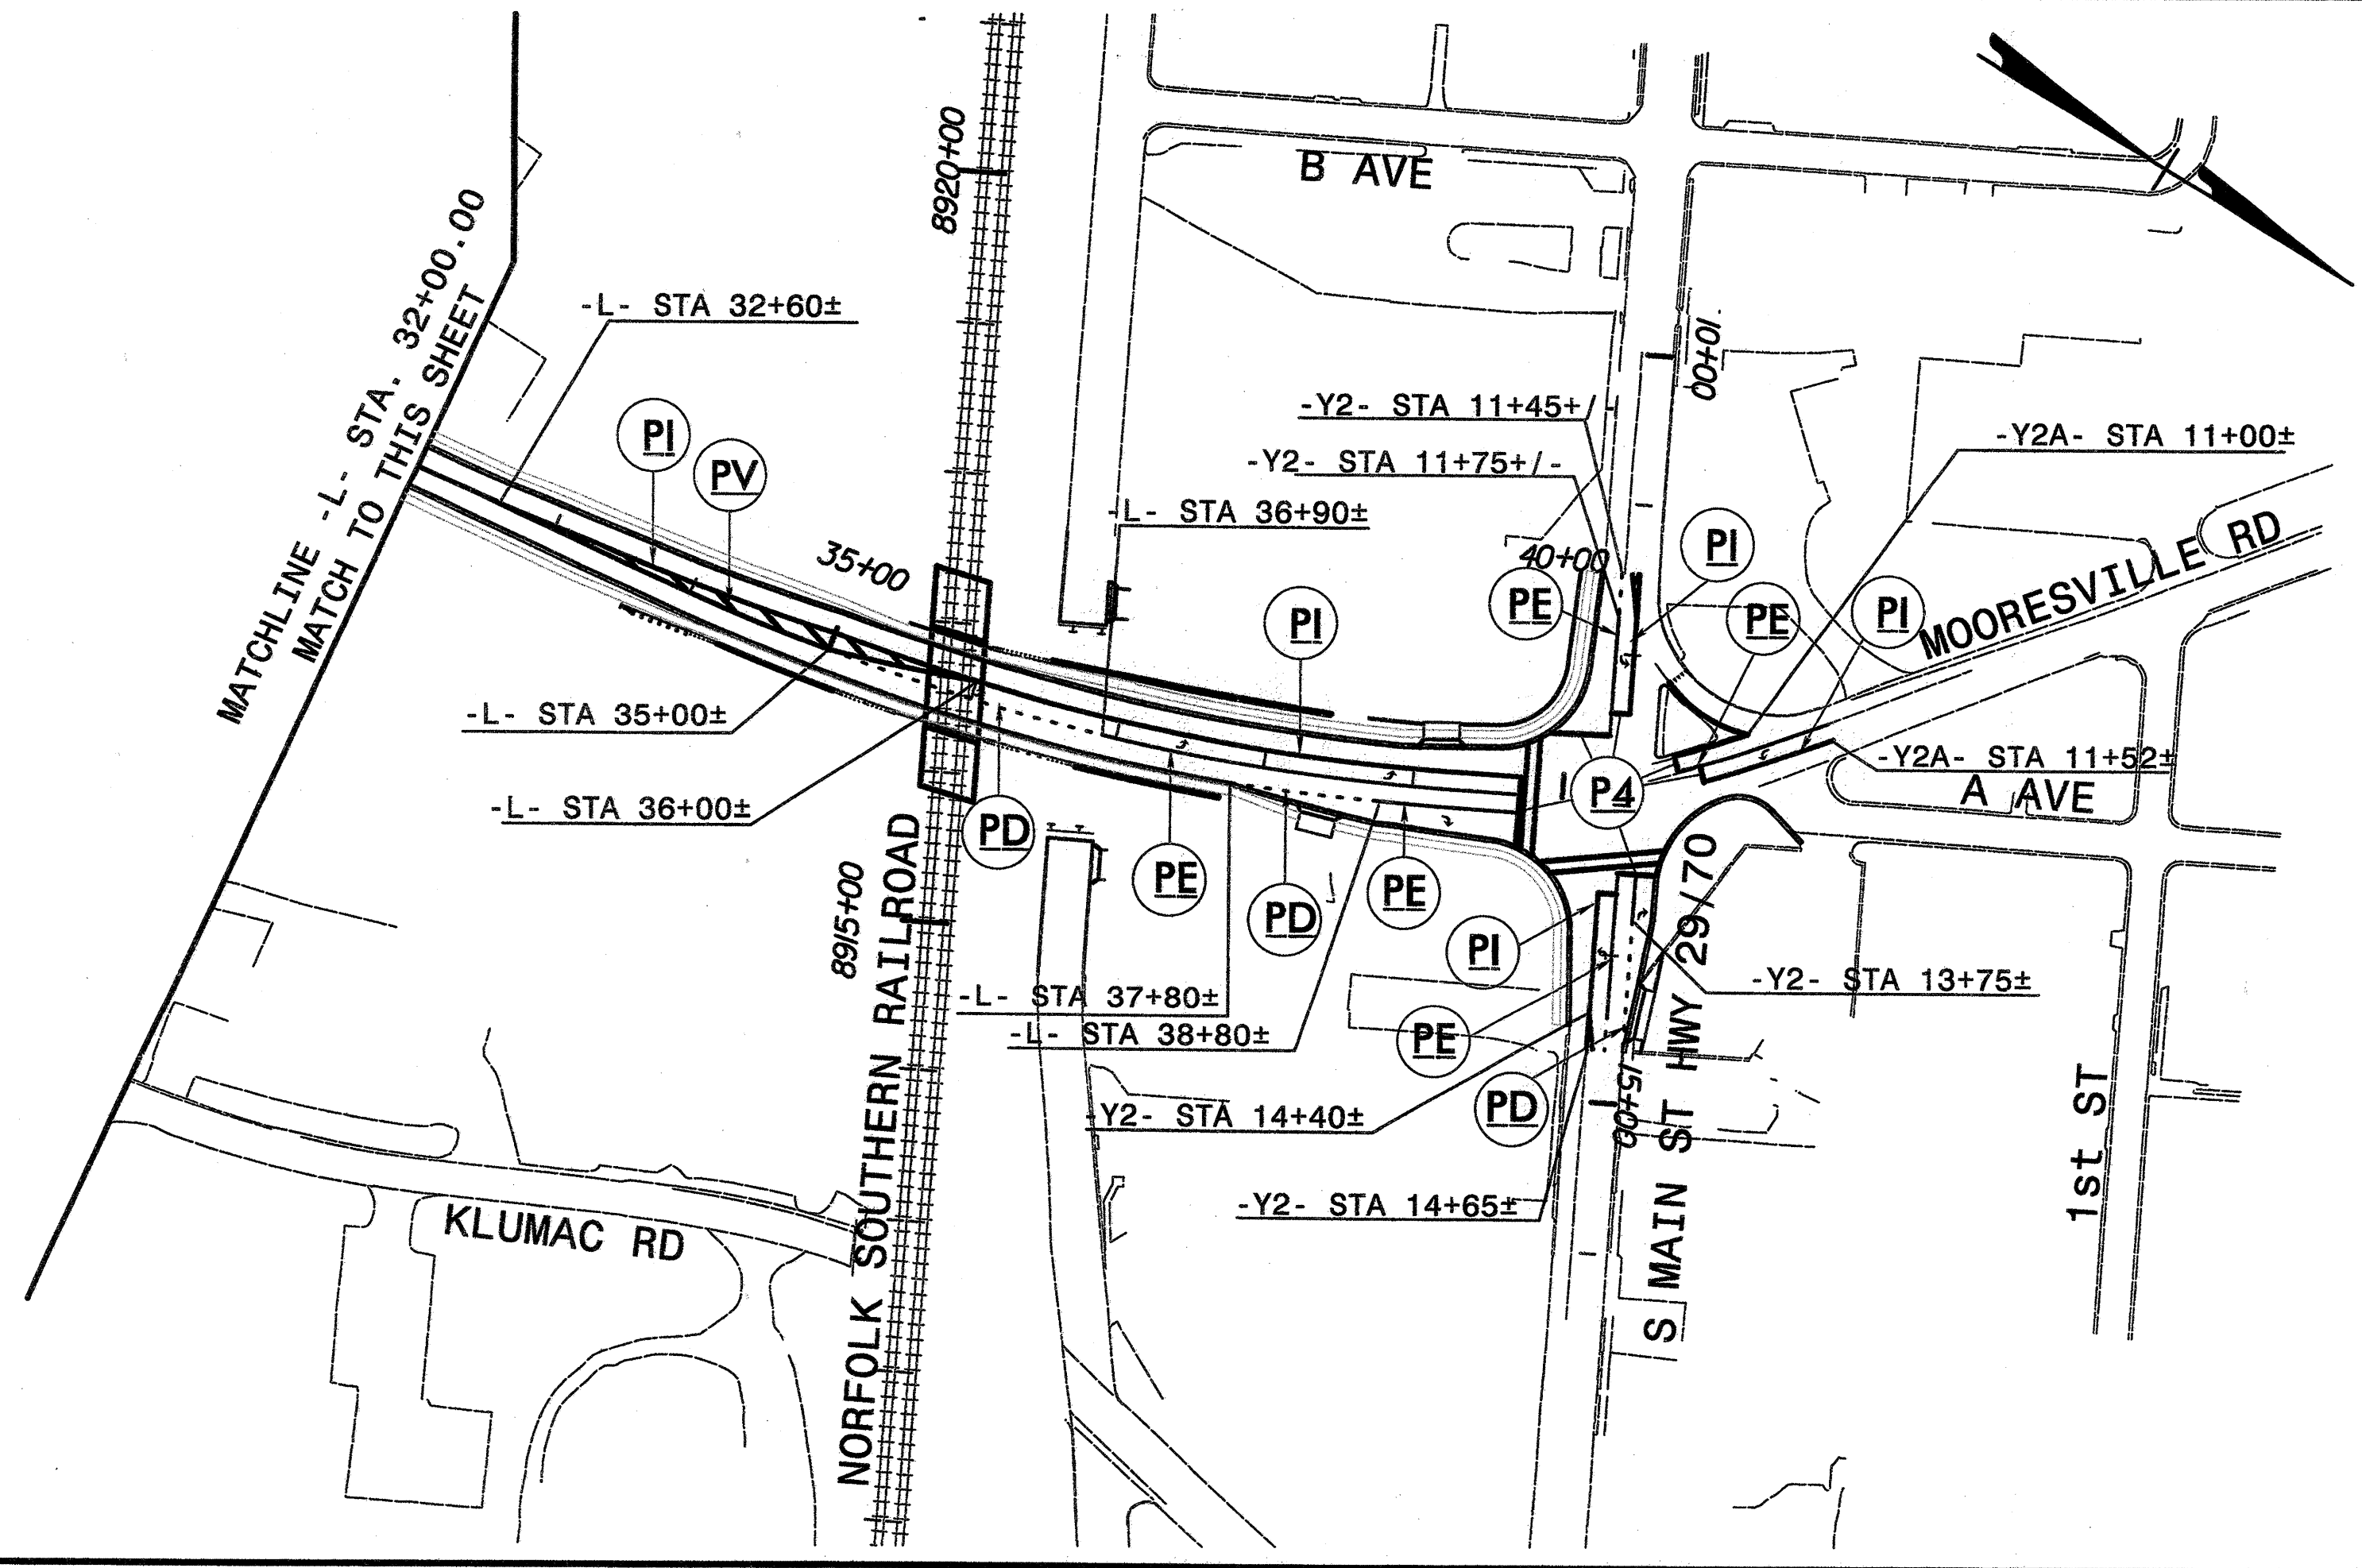 B AVE
8920+00
MATCHLINE -L- STA. 32+00.00
MATCH TO THIS SHEET
-L- STA 32+60±
10+00
-Y2- STA 11+45+/-
-Y2A- STA 11+00±
PI
PV
-Y2- STA 11+75+/-
-L- STA 36+90±
35+00
40+00
PI
MOORESVILLE RD
PE
PI
PE
PI
-L- STA 35+00±
-Y2A- STA 11+52±
-L- STA 36+00±
P4
A AVE
PD
PE
PD
PE
PI
8915+00
29/70
-Y2- STA 13+75±
-L- STA 37+80±
-L- STA 38+80±
PE
PD
-Y2- STA 14+40±
15+00
S MAIN ST HWY
1st ST
-Y2- STA 14+65±
KLUMAC RD
NORFOLK SOUTHERN RAILROAD